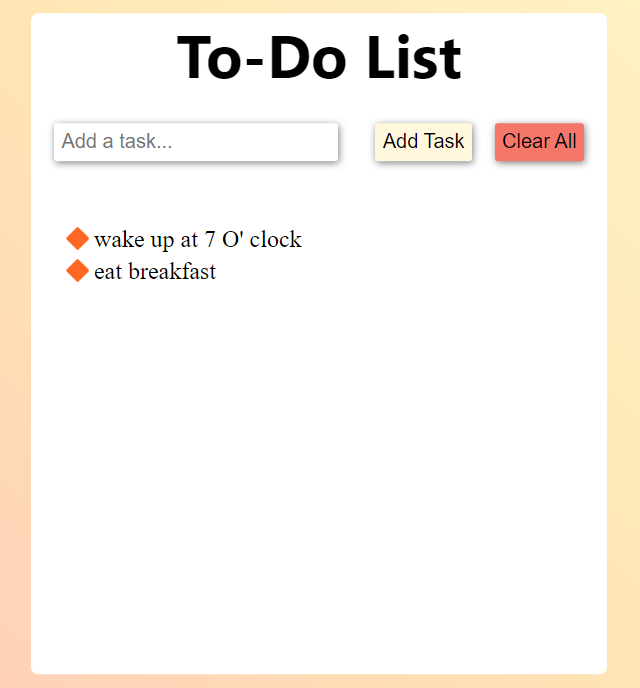 To-Do List
Add a task...
Add Task
Clear All
wake up at 7 O' clock
eat breakfast